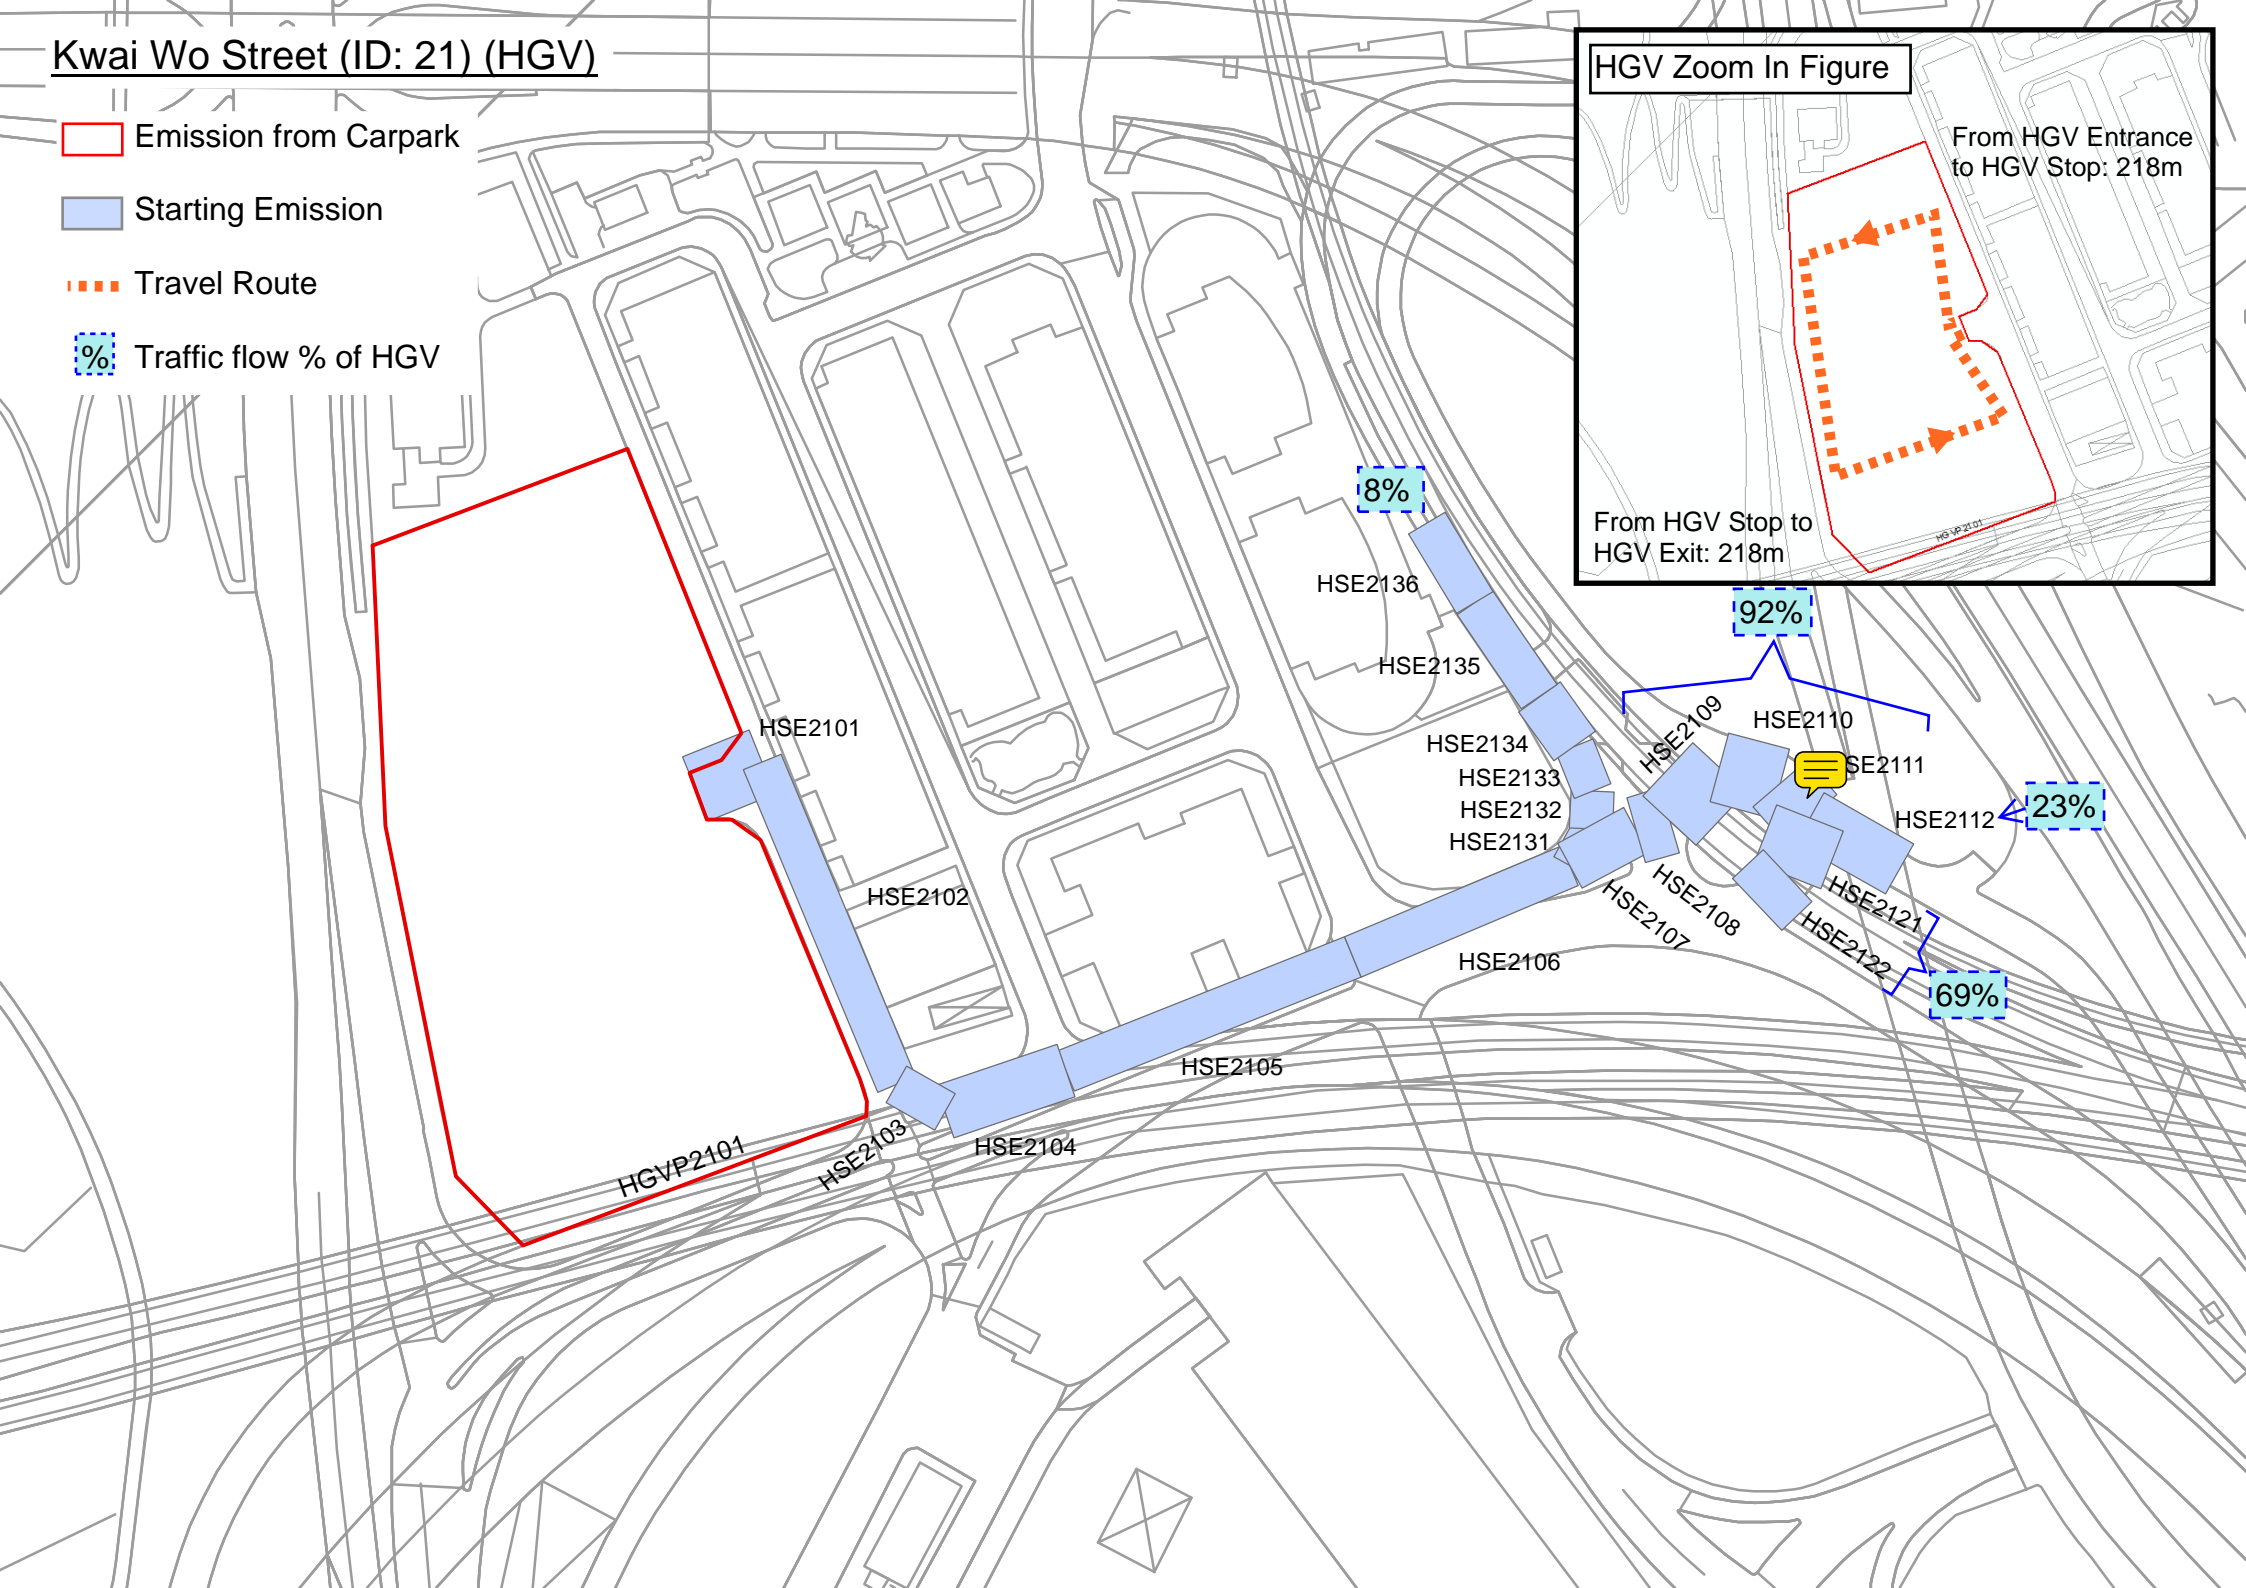 Kwai Wo Street (ID: 21) (HGV)
Emission from Carpark
Starting Emission
Travel Route
% Traffic flow % of HGV
HGV Zoom In Figure
From HGV Entrance
to HGV Stop: 218m
From HGV Stop to
HGV Exit: 218m
HGVP2101
8%
HSE2136
92%
HSE2135
HSE2109
HSE2110
HSE2101
HSE2134
SE2111
HSE2133
23%
HSE2132
HSE2112
HSE2131
HSE2102
HSE2121
HSE2108
HSE2107
HSE2122
HSE2106
69%
HSE2105
HSE2104
HSE2103
HGVP2101